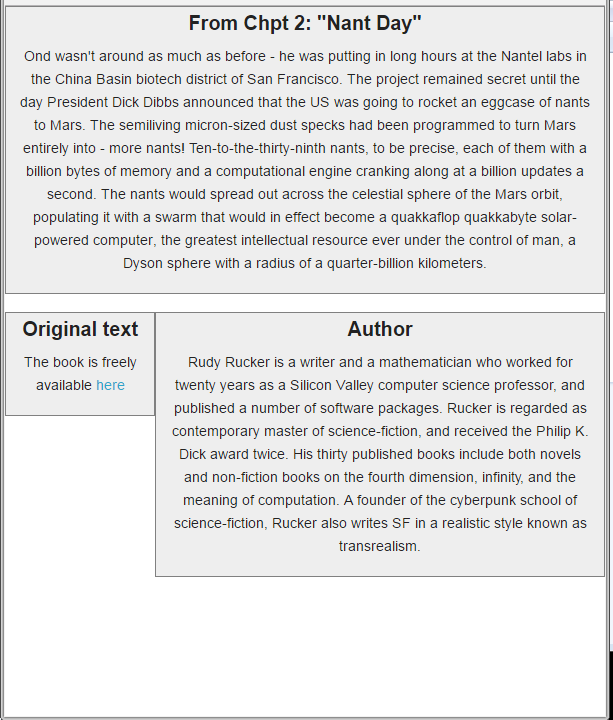 From Chpt 2: "Nant Day"
Ond wasn't around as much as before - he was putting in long hours at the Nantel labs in
the China Basin biotech district of San Francisco. The project remained secret until the
day President Dick Dibbs announced that the US was going to rocket an eggcase of nants
to Mars. The semiliving micron-sized dust specks had been programmed to turn Mars
entirely into - more nants! Ten-to-the-thirty-ninth nants, to be precise, each of them with a
billion bytes of memory and a computational engine cranking along at a billion updates a
second. The nants would spread out across the celestial sphere of the Mars orbit,
populating it with a swarm that would in effect become a quakkaflop quakkabyte solar-
powered computer, the greatest intellectual resource ever under the control of man, a
Dyson sphere with a radius of a quarter-billion kilometers.
Original text
The book is freely
available here
Author
Rudy Rucker is a writer and a mathematician who worked for
twenty years as a Silicon Valley computer science professor, and
published a number of software packages. Rucker is regarded as
contemporary master of science-fiction, and received the Philip K.
Dick award twice. His thirty published books include both novels
and non-fiction books on the fourth dimension, infinity, and the
meaning of computation. A founder of the cyberpunk school of
science-fiction, Rucker also writes SF in a realistic style known as
transrealism.